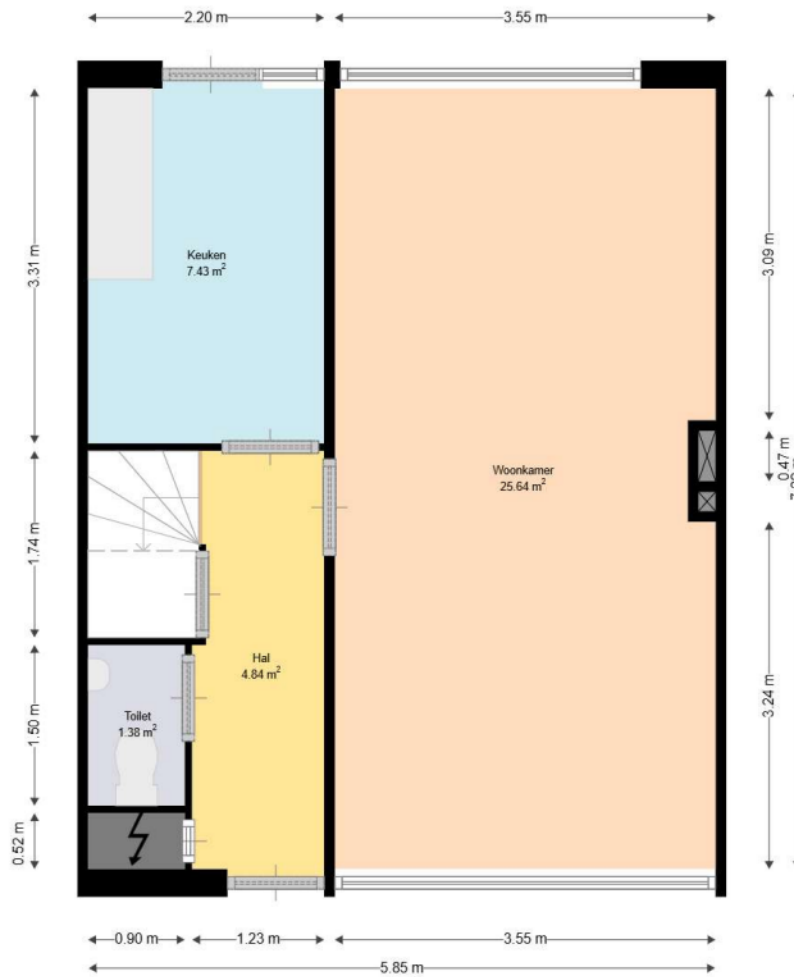 2.20 m
3.55 m
3.31 m
3.09 m
Keuken
7.43 m²
0.47 m
Woonkamer
25.64 m²
1.74 m
Hal
4.84 m²
3.24 m
Toilet
1.38 m²
1.50 m
0.52 m
0.90 m
1.23 m
3.55 m
5.85 m